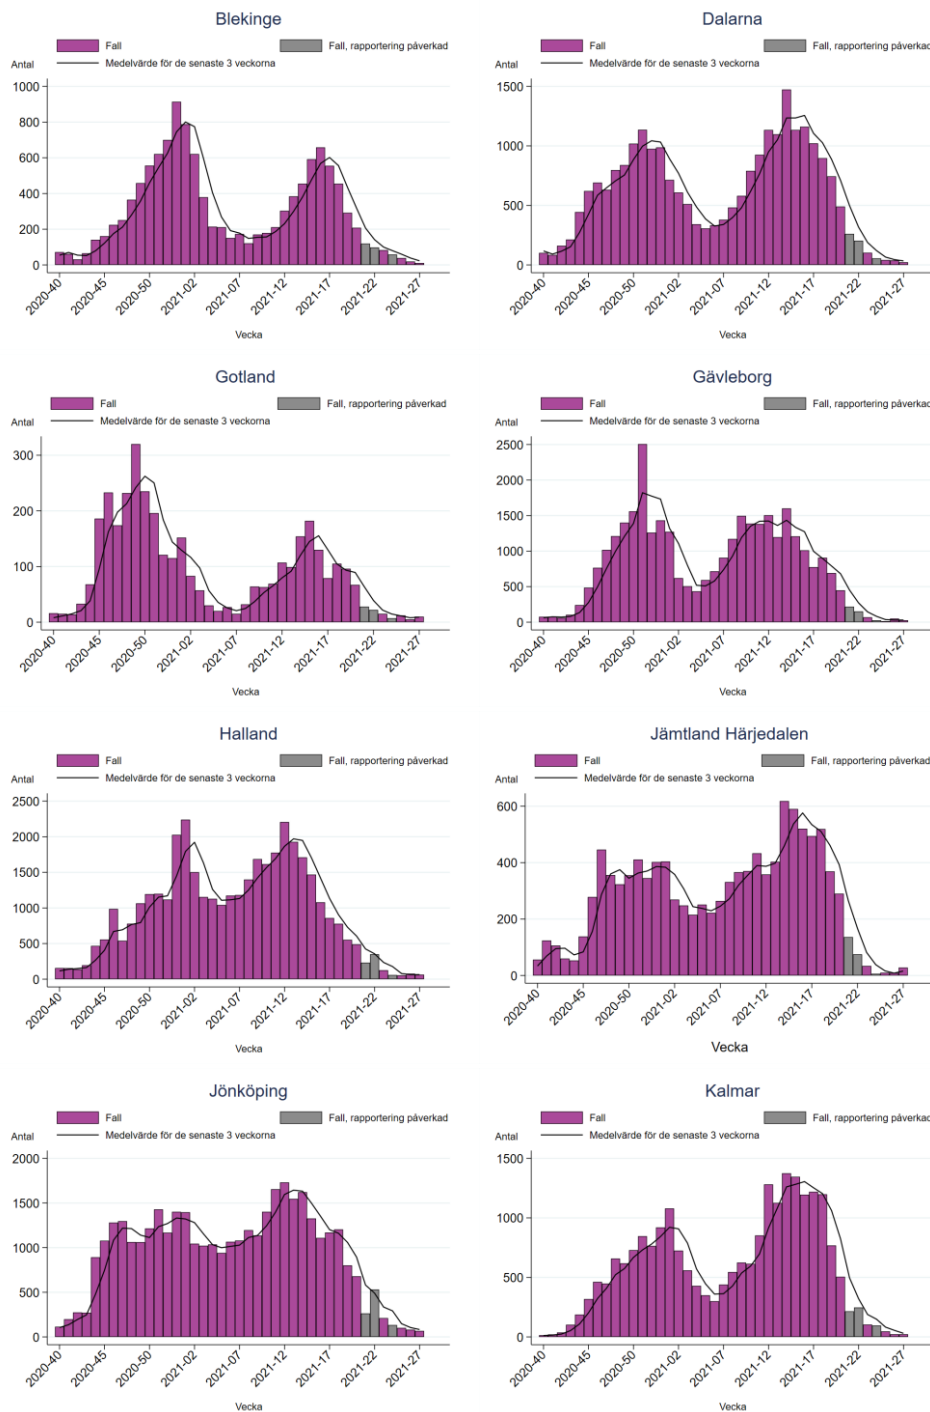 Blekinge
Fall
Fall, rapportering påverkad
Antal
Medelvärde för de senaste 3 veckorna
1000
800
600
400
200
0
2020-40
2020-45
2020-50
2021-02
2021-07
2021-12
2021-17
2021-22
2021-27
Vecka
Dalarna
Fall
Fall, rapportering påverkad
Antal
Medelvärde för de senaste 3 veckorna
1500
1000
500
0
2020-40
2020-45
2020-50
2021-02
2021-07
2021-12
2021-17
2021-22
2021-27
Vecka
Gotland
Fall
Fall, rapportering påverkad
Antal
Medelvärde för de senaste 3 veckorna
300
200
100
0
2020-40
2020-45
2020-50
2021-02
2021-07
2021-12
2021-17
2021-22
2021-27
Vecka
Gävleborg
Fall
Fall, rapportering påverkad
Antal
Medelvärde för de senaste 3 veckorna
2500
2000
1500
1000
500
0
2020-40
2020-45
2020-50
2021-02
2021-07
2021-12
2021-17
2021-22
2021-27
Vecka
Halland
Fall
Fall, rapportering påverkad
Antal
Medelvärde för de senaste 3 veckorna
2500
2000
1500
1000
500
0
2020-40
2020-45
2020-50
2021-02
2021-07
2021-12
2021-17
2021-22
2021-27
Vecka
Jämtland Härjedalen
Fall
Fall, rapportering påverkad
Antal
Medelvärde för de senaste 3 veckorna
600
400
200
0
2020-40
2020-45
2020-50
2021-02
2021-07
2021-12
2021-17
2021-22
2021-27
Vecka
Jönköping
Fall
Fall, rapportering påverkad
Antal
Medelvärde för de senaste 3 veckorna
2000
1500
1000
500
0
2020-40
2020-45
2020-50
2021-02
2021-07
2021-12
2021-17
2021-22
2021-27
Vecka
Kalmar
Fall
Fall, rapportering påverkad
Antal
Medelvärde för de senaste 3 veckorna
1500
1000
500
0
2020-40
2020-45
2020-50
2021-02
2021-07
2021-12
2021-17
2021-22
2021-27
Vecka